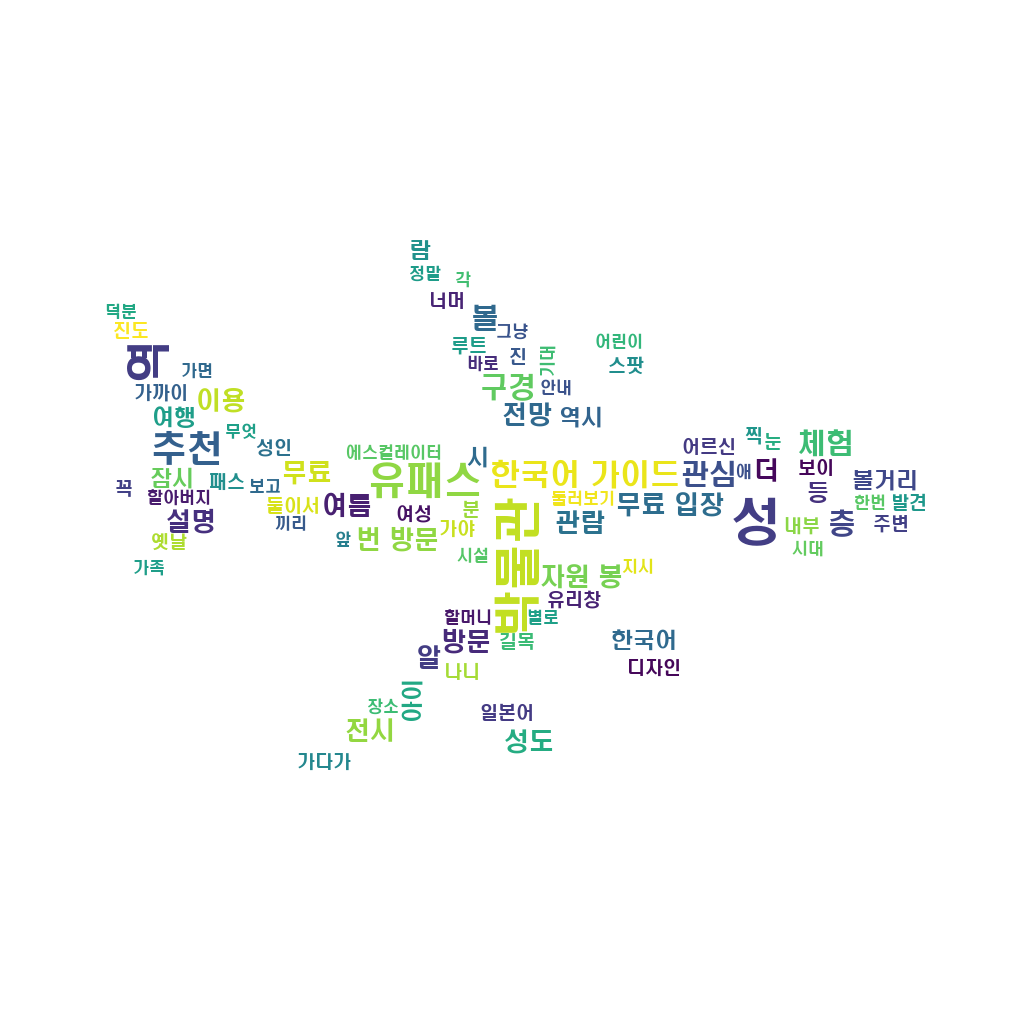 람
정말 각
너머
볼
그냥
덕분
진도
루트 진 기대
어린이
바로
스팟
파
가면
구경 안내
가까이 이용
여행
전망 역시
무엇
추천 성인
에스컬레이터 시
찍 눈
어르신
체험
잠시 패스 보고 무료
유패스
한국어 가이드 관심 애 더 보이
볼거리
꼭
할아버지
둘이서 여름 여성 분
둘러보기 무료 입장
등
한번 발견
설명 끼리
박물관
관람
성
내부 층 주변
옛날
앞 번 방문 가야
시대
시설
가족
자원 봉 지시
유리창
할머니 별로
방문 길목
한국어
알
나니
디자인
아이
장소
일본어
전시
성도
가다가